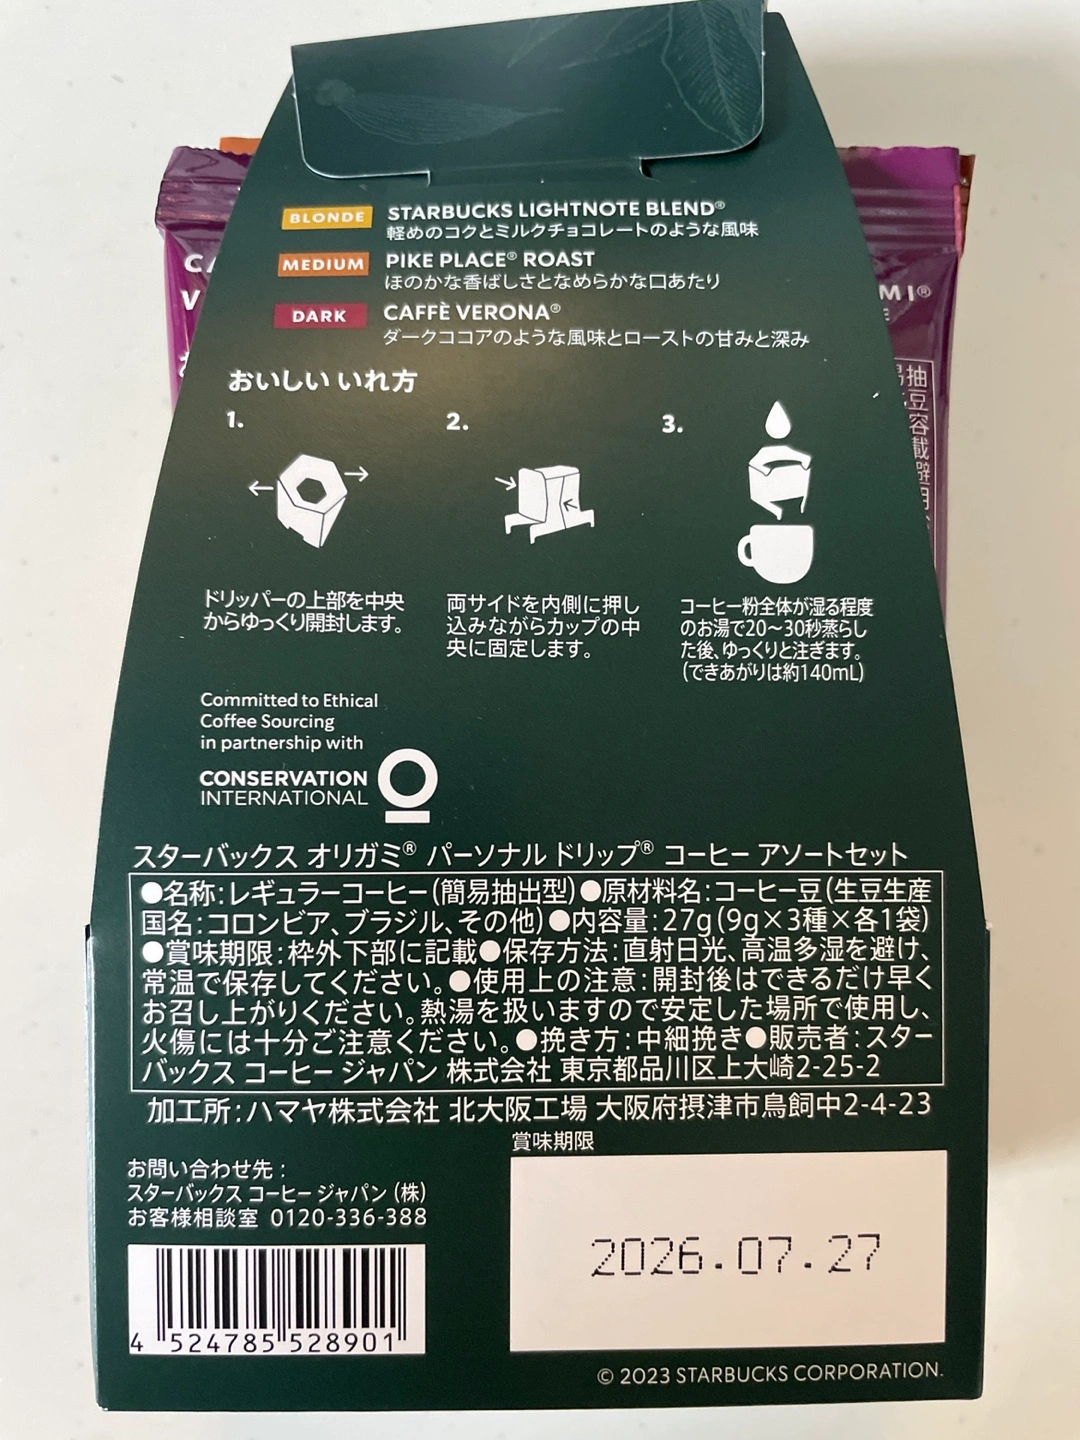 BLONDE STARBUCKS LIGHTNOTE BLEND®
軽めのコクとミルクチョコレートのような風味
MEDIUM PIKE PLACE® ROAST
ほのかな香ばしさとなめらかな口あたり
DARK CAFFÈ VERONA®
ダークココアのような風味とローストの甘みと深み
CA
V
MI®
E
抽
豆
容
載
避
用
おいしい いれ方
1.
ドリッパーの上部を中央
からゆっくり開封します。
2.
両サイドを内側に押し
込みながらカップの中
央に固定します。
3.
コーヒー粉全体が湿る程度
のお湯で20〜30秒蒸らし
た後、ゆっくりと注ぎます。
(できあがりは約140mL)
Committed to Ethical
Coffee Sourcing
in partnership with
CONSERVATION
INTERNATIONAL
スターバックス オリガミ® パーソナル ドリップ® コーヒー アソートセット
●名称:レギュラーコーヒー(簡易抽出型)●原材料名:コーヒー豆(生豆生産
国名:コロンビア、ブラジル、その他)●内容量:27g(9g×3種×各1袋)
●賞味期限:枠外下部に記載●保存方法:直射日光、高温多湿を避け、
常温で保存してください。●使用上の注意:開封後はできるだけ早く
お召し上がりください。熱湯を扱いますので安定した場所で使用し、
火傷には十分ご注意ください。●挽き方:中細挽き●販売者:スター
バックス コーヒー ジャパン 株式会社 東京都品川区上大崎2-25-2
加工所:ハマヤ株式会社 北大阪工場 大阪府摂津市鳥飼中2-4-23
賞味期限
2026.07.27
お問い合わせ先:
スターバックス コーヒー ジャパン (株)
お客様相談室 0120-336-388
4 524785 528901
© 2023 STARBUCKS CORPORATION.